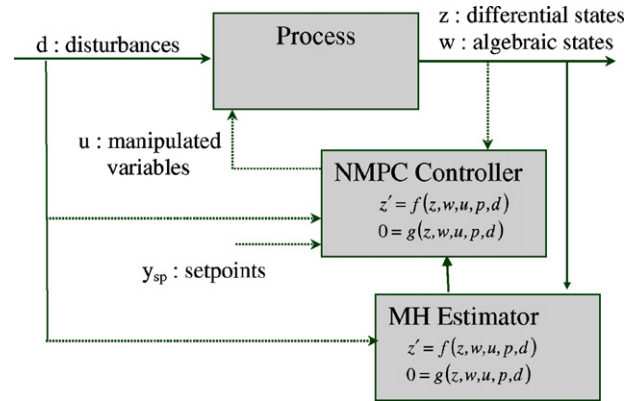 z : differential states
w : algebraic states
d : disturbances
Process
u : manipulated
variables
NMPC Controller
z′ = f(z,w,u,p,d)
0 = g(z,w,u,p,d)
y_sp : setpoints
MH Estimator
z′ = f(z,w,u,p,d)
0 = g(z,w,u,p,d)